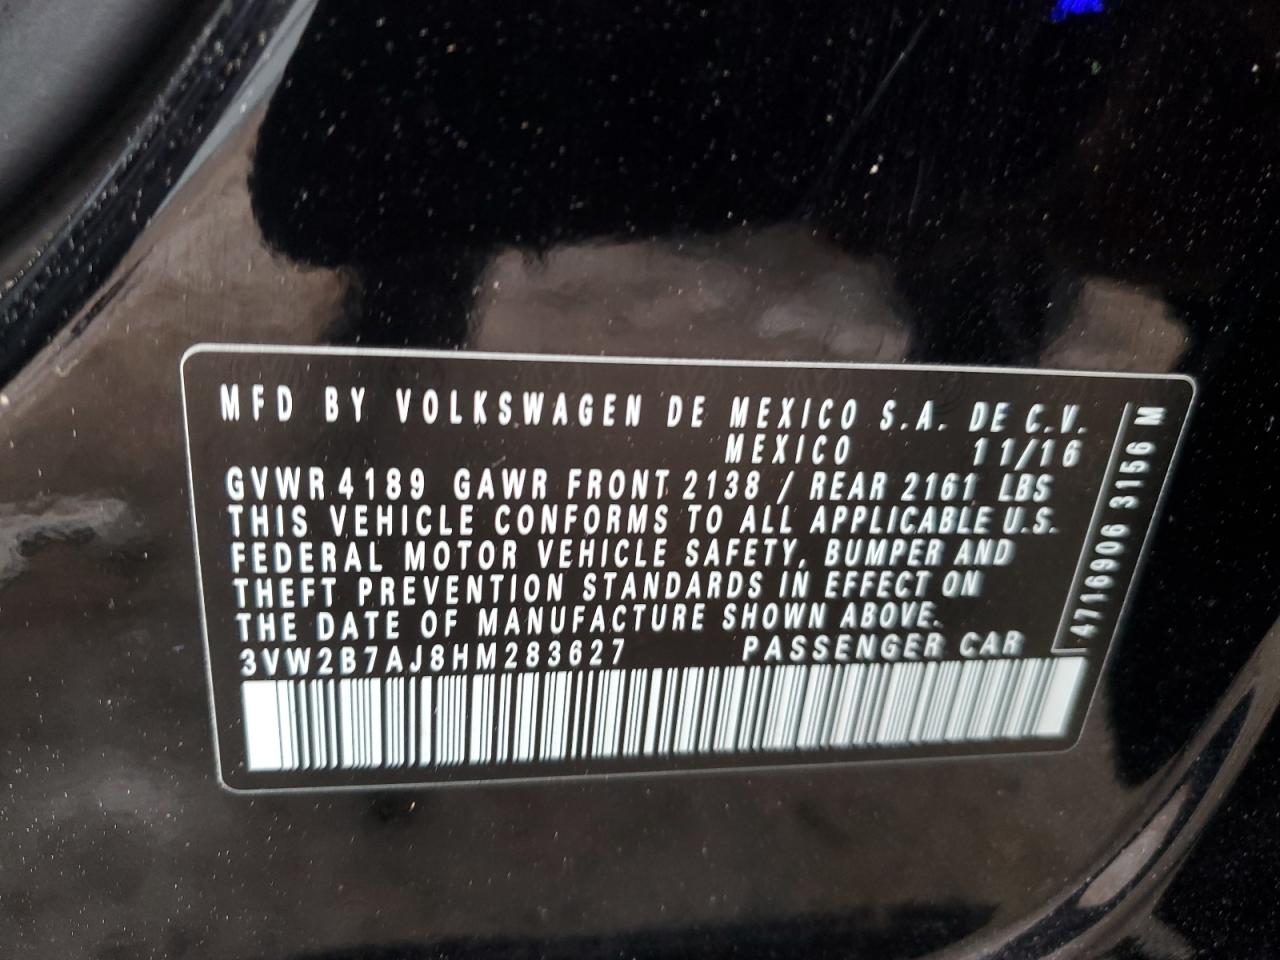 MFD BY VOLKSWAGEN DE MEXICO S.A. DE C.V.
MEXICO 11/16
GVWR 4189 GAWR FRONT 2138 / REAR 2161 LBS
THIS VEHICLE CONFORMS TO ALL APPLICABLE U.S.
FEDERAL MOTOR VEHICLE SAFETY, BUMPER AND
THEFT PREVENTION STANDARDS IN EFFECT ON
THE DATE OF MANUFACTURE SHOWN ABOVE.
3VW2B7AJ8HM283627 PASSENGER CAR
4716906 3156 M